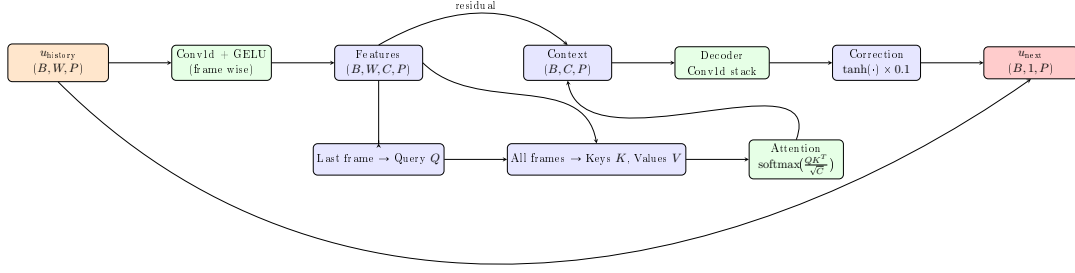 residual
u_history
(B, W, P)
Conv1d + GELU
(frame wise)
Features
(B, W, C, P)
Context
(B, C, P)
Decoder
Conv1d stack
Correction
tanh(·) × 0.1
u_next
(B, 1, P)
Last frame → Query Q
All frames → Keys K, Values V
Attention
softmax(QK^T/√C)